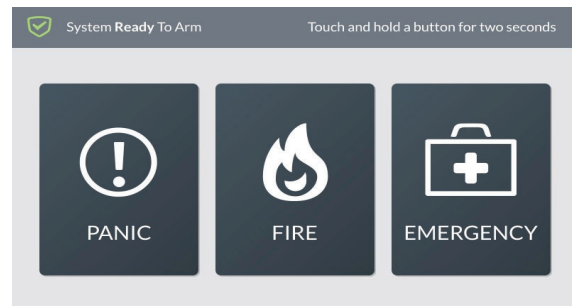 System Ready To Arm
Touch and hold a button for two seconds
PANIC
FIRE
EMERGENCY